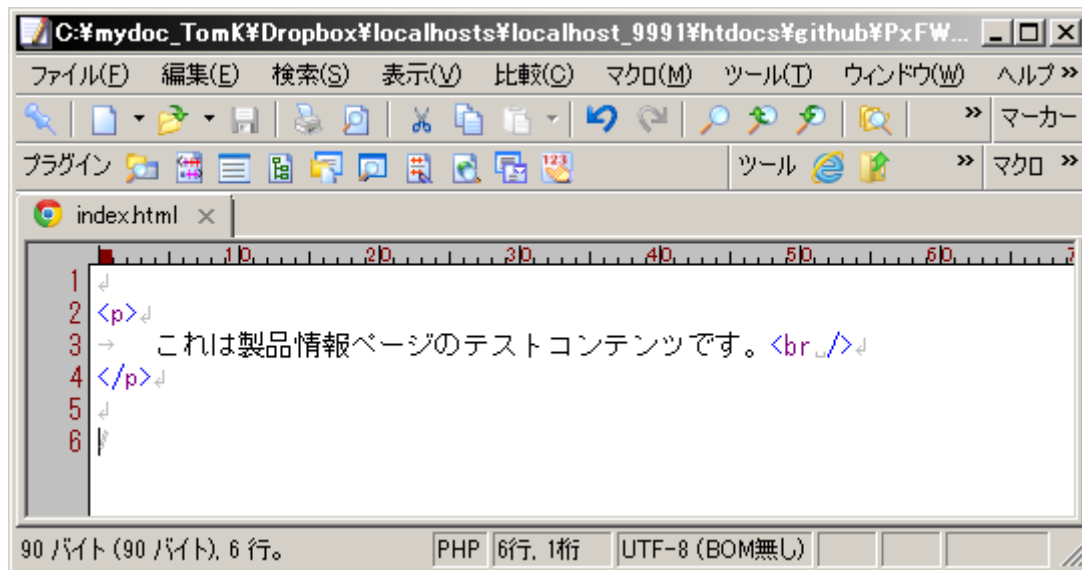 C:¥mydoc_TomK¥Dropbox¥localhosts¥localhost_9991¥htdocs¥github¥PxFW...
ファイル(F) 編集(E) 検索(S) 表示(V) 比較(C) マクロ(M) ツール(T) ウィンドウ(W) ヘルプ »
» マーカー
プラグイン 123 ツール » マクロ »
index.html ×
10 20 30 40 50 60 7
1
2 <p>
3 これは製品情報ページのテストコンテンツです。<br />
4 </p>
5
6
90 バイト (90 バイト), 6 行。 PHP 6行, 1桁 UTF-8 (BOM無し)